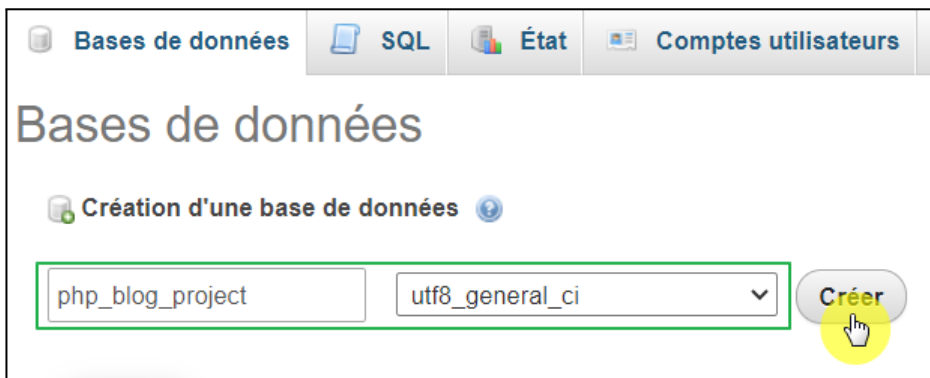 Bases de données SQL État Comptes utilisateurs
Bases de données
Création d'une base de données
php_blog_project utf8_general_ci Créer